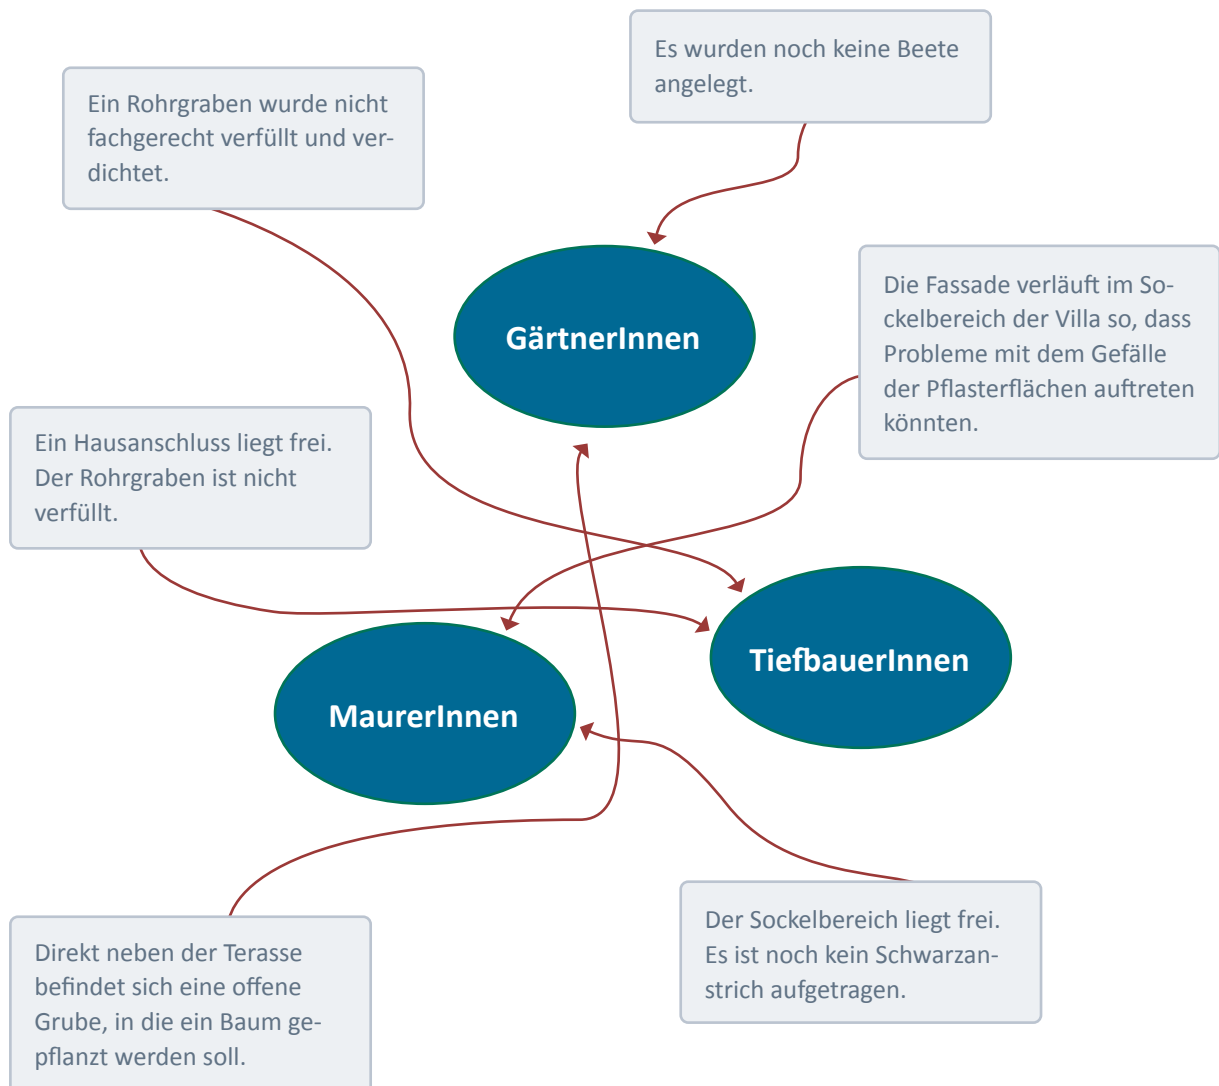 Es wurden noch keine Beete
angelegt.
Ein Rohrgraben wurde nicht
fachgerecht verfüllt und ver-
dichtet.
Die Fassade verläuft im So-
ckelbereich der Villa so, dass
Probleme mit dem Gefälle
der Pflasterflächen auftreten
könnten.
GärtnerInnen
Ein Hausanschluss liegt frei.
Der Rohrgraben ist nicht
verfüllt.
TiefbauerInnen
MaurerInnen
Der Sockelbereich liegt frei.
Es ist noch kein Schwarzan-
strich aufgetragen.
Direkt neben der Terasse
befindet sich eine offene
Grube, in die ein Baum ge-
pflanzt werden soll.